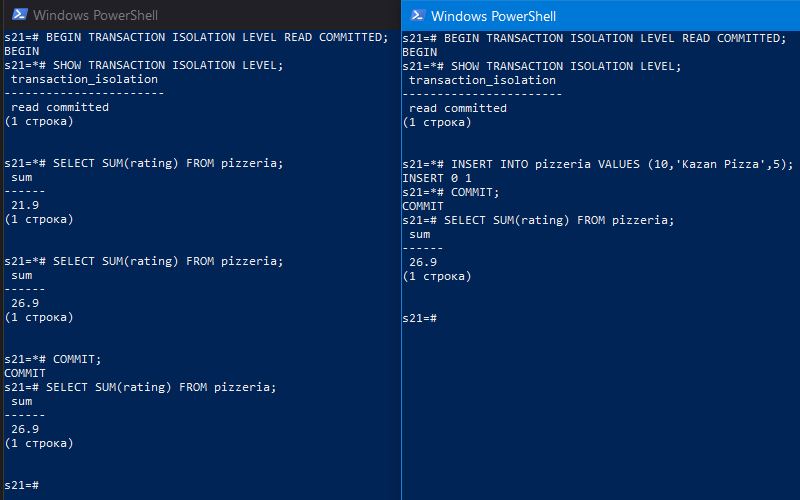 Windows PowerShell
s21=# BEGIN TRANSACTION ISOLATION LEVEL READ COMMITTED;
BEGIN
s21=*# SHOW TRANSACTION ISOLATION LEVEL;
transaction_isolation
-----------------------
read committed
(1 строка)
s21=*# SELECT SUM(rating) FROM pizzeria;
sum
------
21.9
(1 строка)
s21=*# SELECT SUM(rating) FROM pizzeria;
sum
------
26.9
(1 строка)
s21=*# COMMIT;
COMMIT
s21=# SELECT SUM(rating) FROM pizzeria;
sum
------
26.9
(1 строка)
s21=#
Windows PowerShell
s21=# BEGIN TRANSACTION ISOLATION LEVEL READ COMMITTED;
BEGIN
s21=*# SHOW TRANSACTION ISOLATION LEVEL;
transaction_isolation
-----------------------
read committed
(1 строка)
s21=*# INSERT INTO pizzeria VALUES (10,'Kazan Pizza',5);
INSERT 0 1
s21=*# COMMIT;
COMMIT
s21=# SELECT SUM(rating) FROM pizzeria;
sum
------
26.9
(1 строка)
s21=#